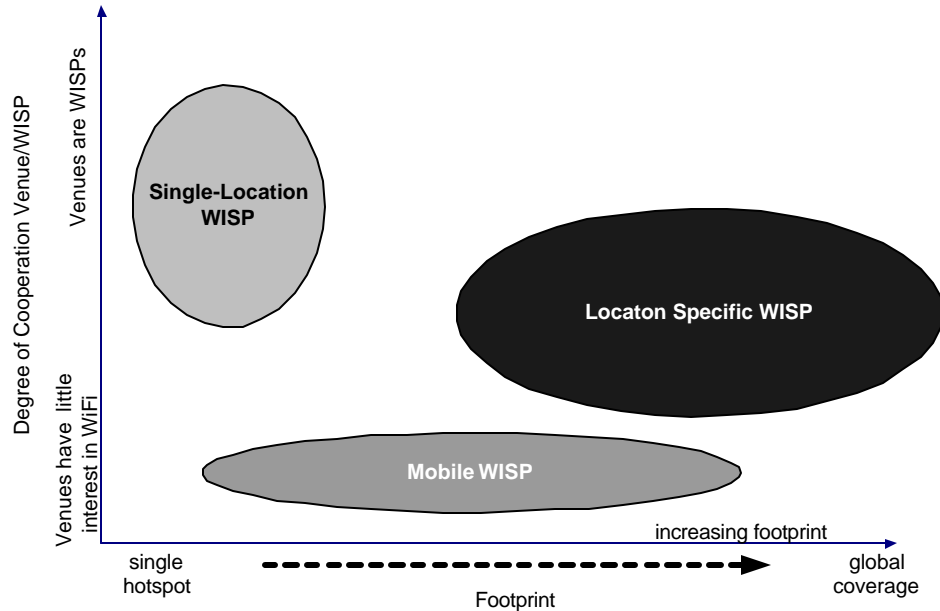 Degree of Cooperation Venue/WISP
Venues are WISPs
Venues have little
interest in WiFi
Single-Location
WISP
Locaton Specific WISP
Mobile WISP
increasing footprint
single
hotspot
global
coverage
Footprint